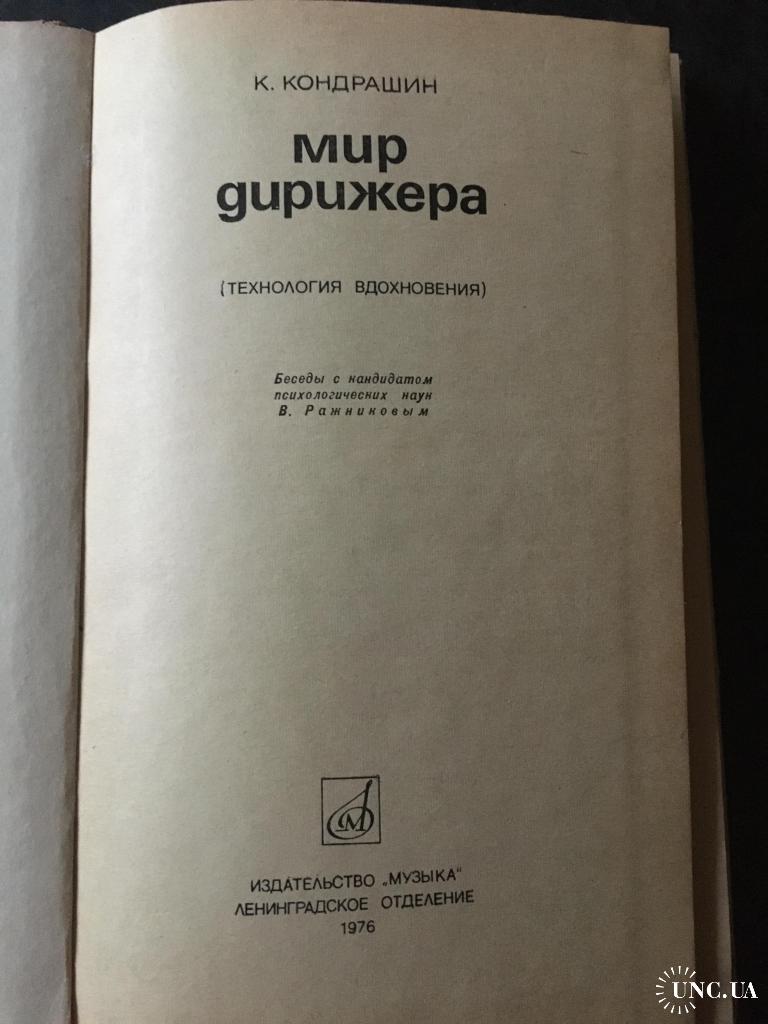 К. КОНДРАШИН
мир
дирижера
(ТЕХНОЛОГИЯ ВДОХНОВЕНИЯ)
Беседы с кандидатом
психологических наук
В. Ражниковым
М
ИЗДАТЕЛЬСТВО „МУЗЫКА"
ЛЕНИНГРАДСКОЕ ОТДЕЛЕНИЕ
1976
UNC.UA